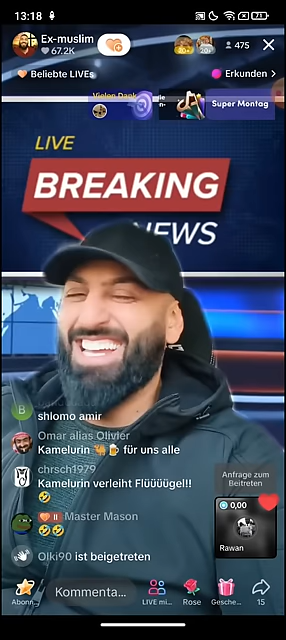 13:18
73
Ex-muslim
67.2K
475
Beliebte LIVEs
Erkunden
Vielen Dank
Super Montag
LIVE
BREAKING
NEWS
B
shlomo amir
Omar alias Olivier
Kamelurin 🐫🍺 für uns alle
chrsch1979
Kamelurin verleiht Flüüüügel!!
🤣
Master Mason
🤣🤣
Olki90 ist beigetreten
Anfrage zum
Beitreten
0,00
Rawan
Kommenta...
Abonn...
LIVE mi...
Rose
Gesche...
15